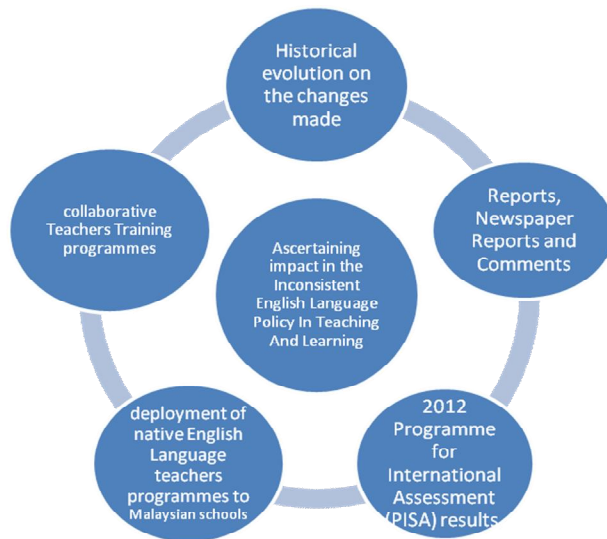 Historical
evolution on
the changes
made
Reports,
Newspaper
Reports and
Comments
2012
Programme
for
International
Assessment
(PISA) results
deployment of
native English
Language
teachers
programmes to
Malaysian schools
collaborative
Teachers Training
programmes
Ascertaining
impact in the
Inconsistent
English Language
Policy In Teaching
And Learning